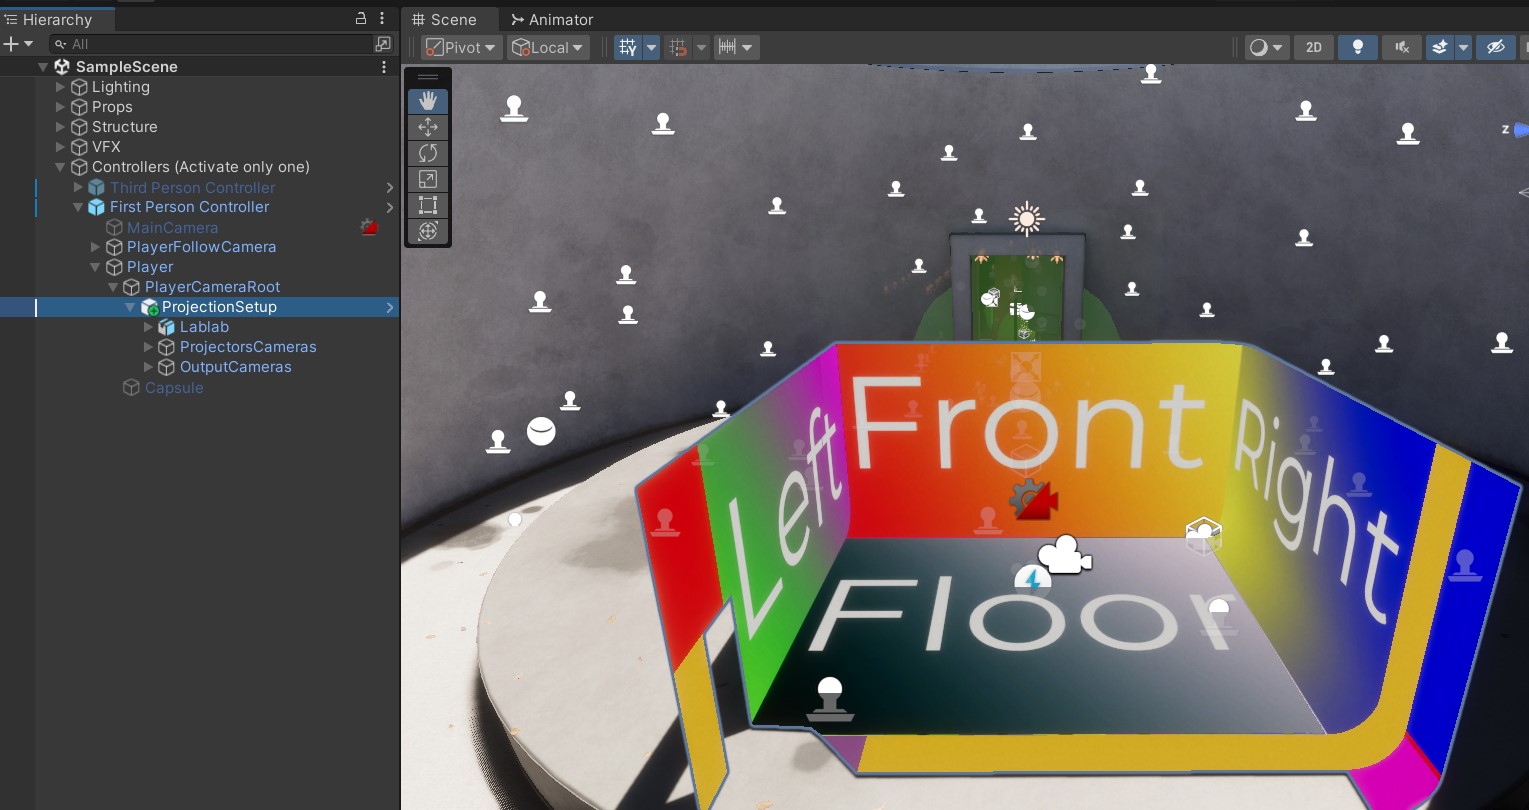 Hierarchy
Scene
Animator
All
Pivot
Local
2D
SampleScene
Lighting
Props
Structure
VFX
Controllers (Activate only one)
Third Person Controller
First Person Controller
MainCamera
PlayerFollowCamera
Player
PlayerCameraRoot
ProjectionSetup
Lablab
ProjectorsCameras
OutputCameras
Capsule
z
Left
Front
Right
Floor